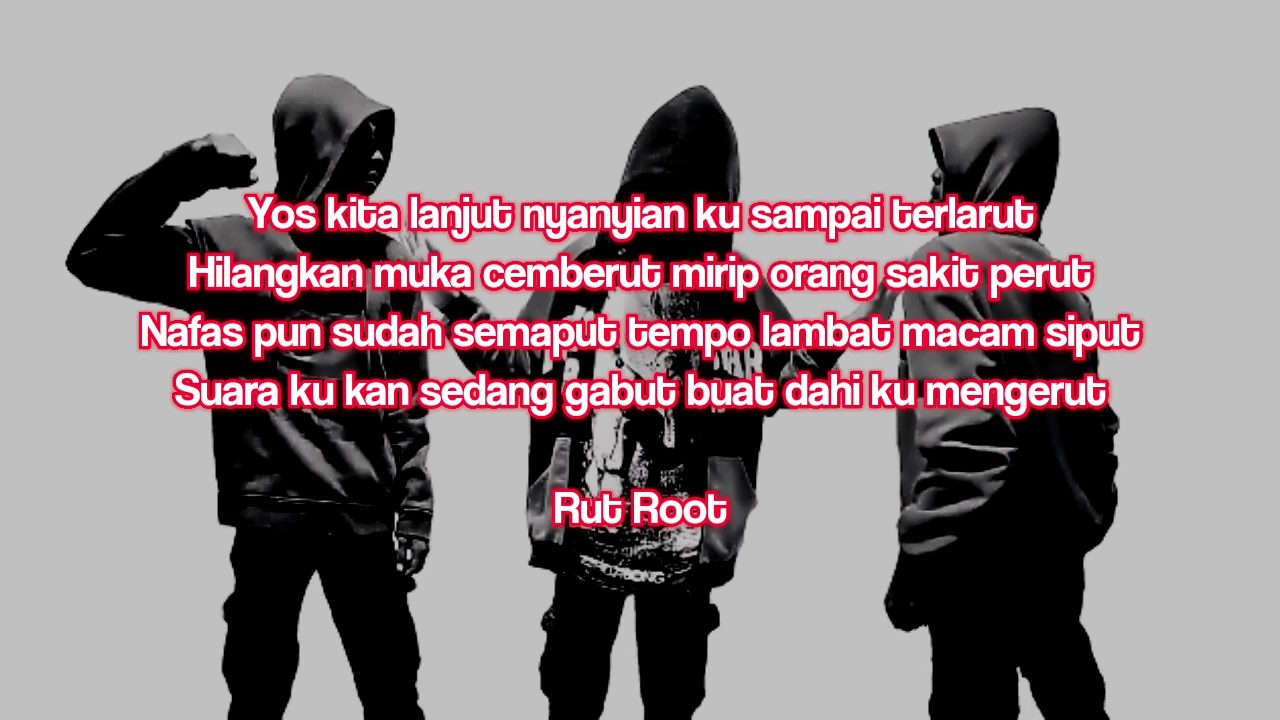 Yos kita lanjut nyanyian ku sampai terlarut
Hilangkan muka cemberut mirip orang sakit perut
Nafas pun sudah semaput tempo lambat macam siput
Suara ku kan sedang gabut buat dahi ku mengerut
Rut Root